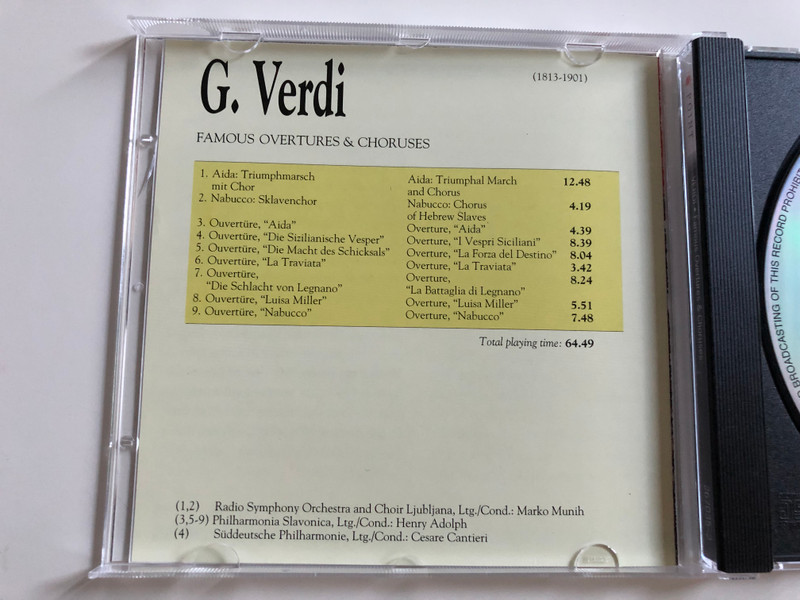 G. Verdi
(1813-1901)
FAMOUS OVERTURES & CHORUSES
1. Aida: Triumphmarsch Aida: Triumphal March 12.48
mit Chor and Chorus
2. Nabucco: Sklavenchor Nabucco: Chorus 4.19
of Hebrew Slaves
3. Ouvertüre, “Aida” Overture, “Aida” 4.39
4. Ouvertüre, “Die Sizilianische Vesper” Overture, “I Vespri Siciliani” 8.39
5. Ouvertüre, “Die Macht des Schicksals” Overture, “La Forza del Destino” 8.04
6. Ouvertüre, “La Traviata” Overture, “La Traviata” 3.42
7. Ouvertüre, Overture, 8.24
“Die Schlacht von Legnano” “La Battaglia di Legnano”
8. Ouvertüre, “Luisa Miller” Overture, “Luisa Miller” 5.51
9. Ouvertüre, “Nabucco” Overture, “Nabucco” 7.48
Total playing time: 64.49
(1,2) Radio Symphony Orchestra and Choir Ljubljana, Ltg./Cond.: Marko Munih
(3,5-9) Philharmonia Slavonica, Ltg./Cond.: Henry Adolph
(4) Süddeutsche Philharmonie, Ltg./Cond.: Cesare Cantieri
BROADCASTING OF THIS RECORD PROHIBIT